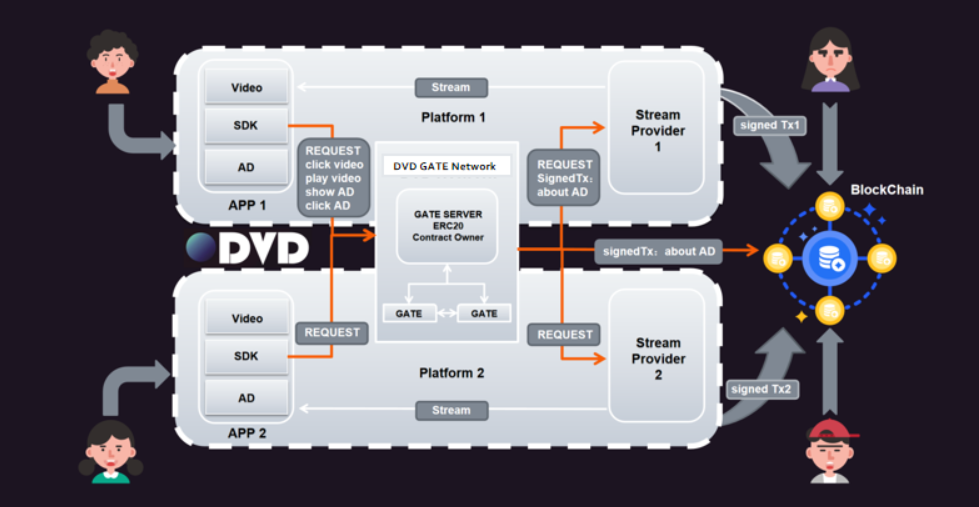 Video
SDK
AD
APP 1
Stream
Platform 1
REQUEST
click video
play video
show AD
click AD
DVD GATE Network
GATE SERVER
ERC20
Contract Owner
GATE
GATE
REQUEST
SignedTx:
about AD
Stream
Provider
1
signed Tx1
BlockChain
DVD
signedTx: about AD
Video
SDK
AD
APP 2
REQUEST
REQUEST
Platform 2
Stream
Stream
Provider
2
signed Tx2